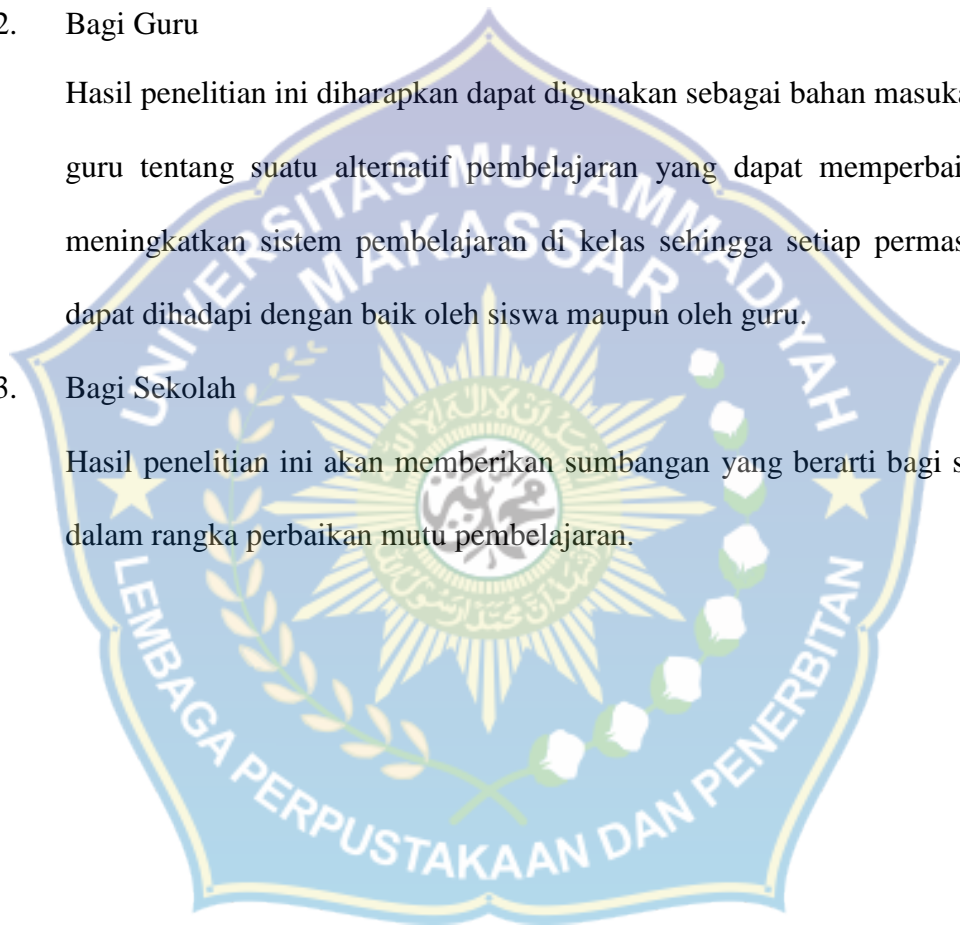 2. Bagi Guru
Hasil penelitian ini diharapkan dapat digunakan sebagai bahan masuka
guru tentang suatu alternatif pembelajaran yang dapat memperbai
meningkatkan sistem pembelajaran di kelas sehingga setiap permas
dapat dihadapi dengan baik oleh siswa maupun oleh guru.
3. Bagi Sekolah
Hasil penelitian ini akan memberikan sumbangan yang berarti bagi s
dalam rangka perbaikan mutu pembelajaran.
UNIVERSITAS MUHAMMADIYAH
MAKASSAR
LEMBAGA PERPUSTAKAAN DAN PENERBITAN